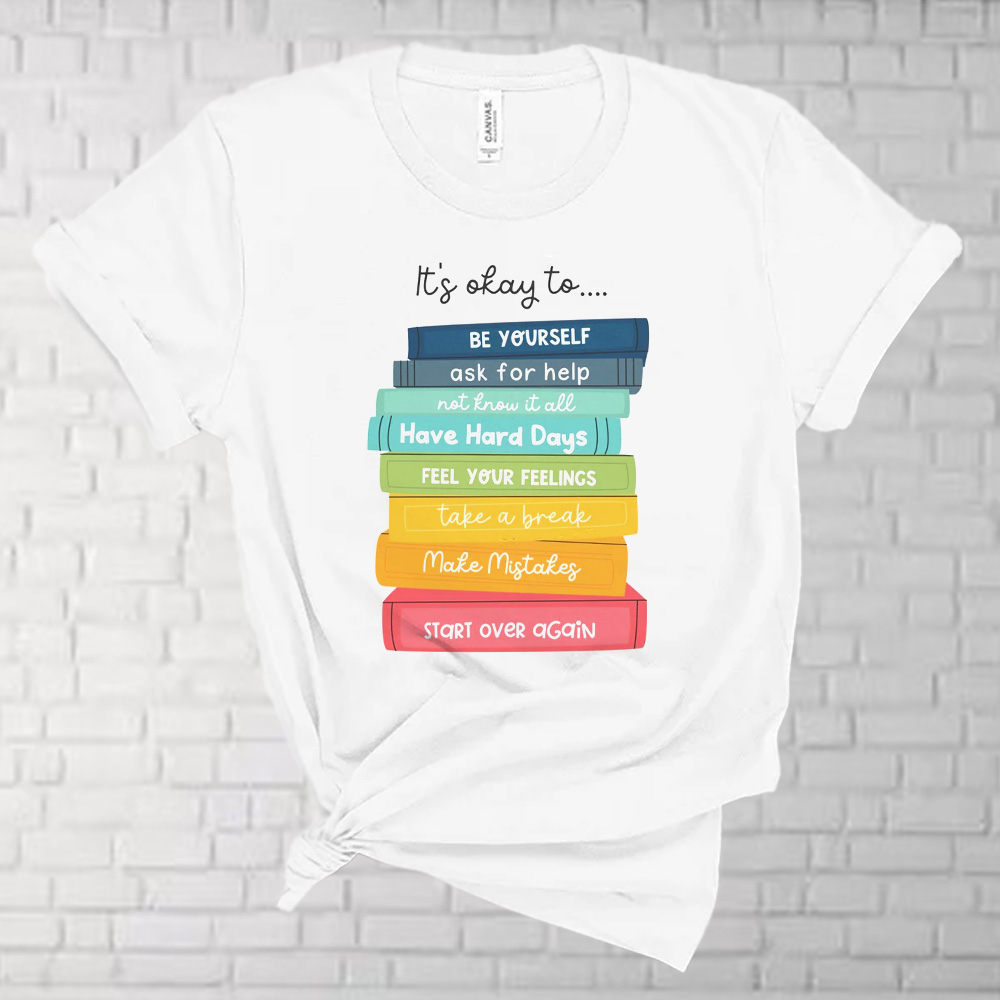 CANVAS.
It's okay to....
BE YOURSELF
ask for help
not know it all
Have Hard Days
FEEL YOUR FEELINGS
take a break
Make Mistakes
START OVER aGaiN